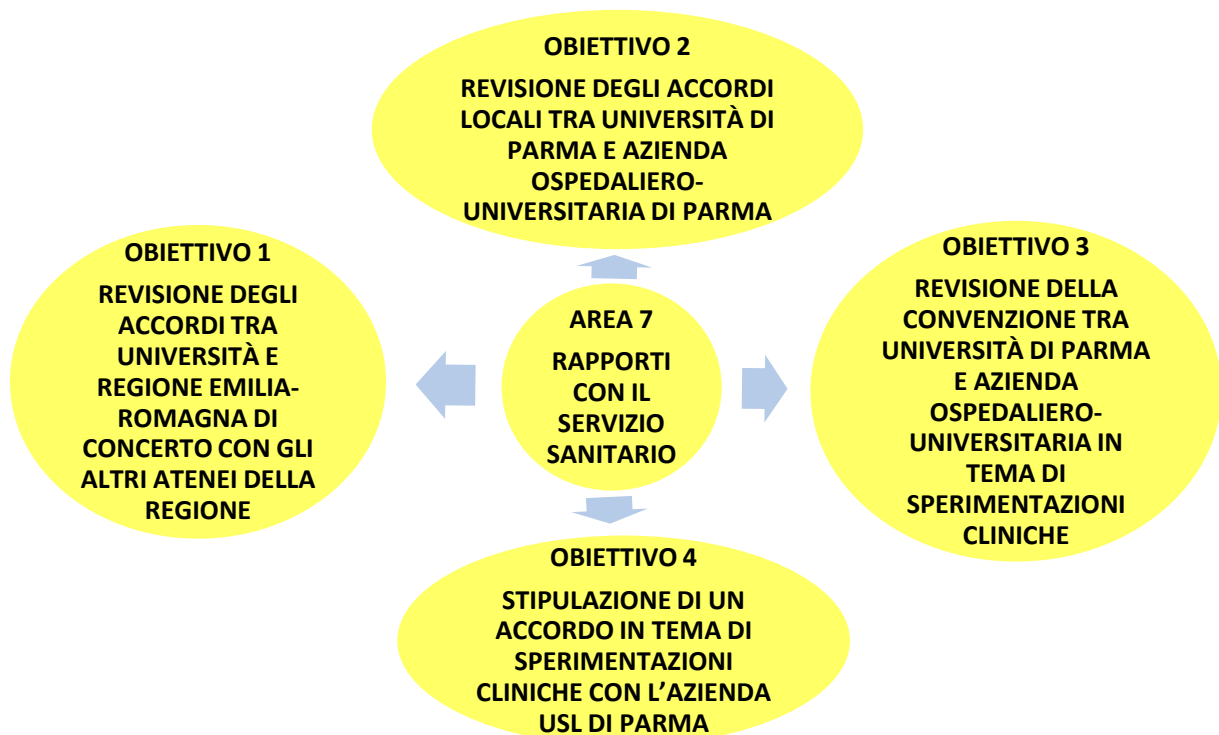 OBIETTIVO 2
REVISIONE DEGLI ACCORDI
LOCALI TRA UNIVERSITÀ DI
PARMA E AZIENDA
OSPEDALIERO-
UNIVERSITARIA DI PARMA
OBIETTIVO 1
REVISIONE DEGLI
ACCORDI TRA
UNIVERSITÀ E
REGIONE EMILIA-
ROMAGNA DI
CONCERTO CON GLI
ALTRI ATENEI DELLA
REGIONE
AREA 7
RAPPORTI
CON IL
SERVIZIO
SANITARIO
OBIETTIVO 3
REVISIONE DELLA
CONVENZIONE TRA
UNIVERSITÀ DI PARMA
E AZIENDA
OSPEDALIERO-
UNIVERSITARIA IN
TEMA DI
SPERIMENTAZIONI
CLINICHE
OBIETTIVO 4
STIPULAZIONE DI UN
ACCORDO IN TEMA DI
SPERIMENTAZIONI
CLINICHE CON L’AZIENDA
USL DI PARMA